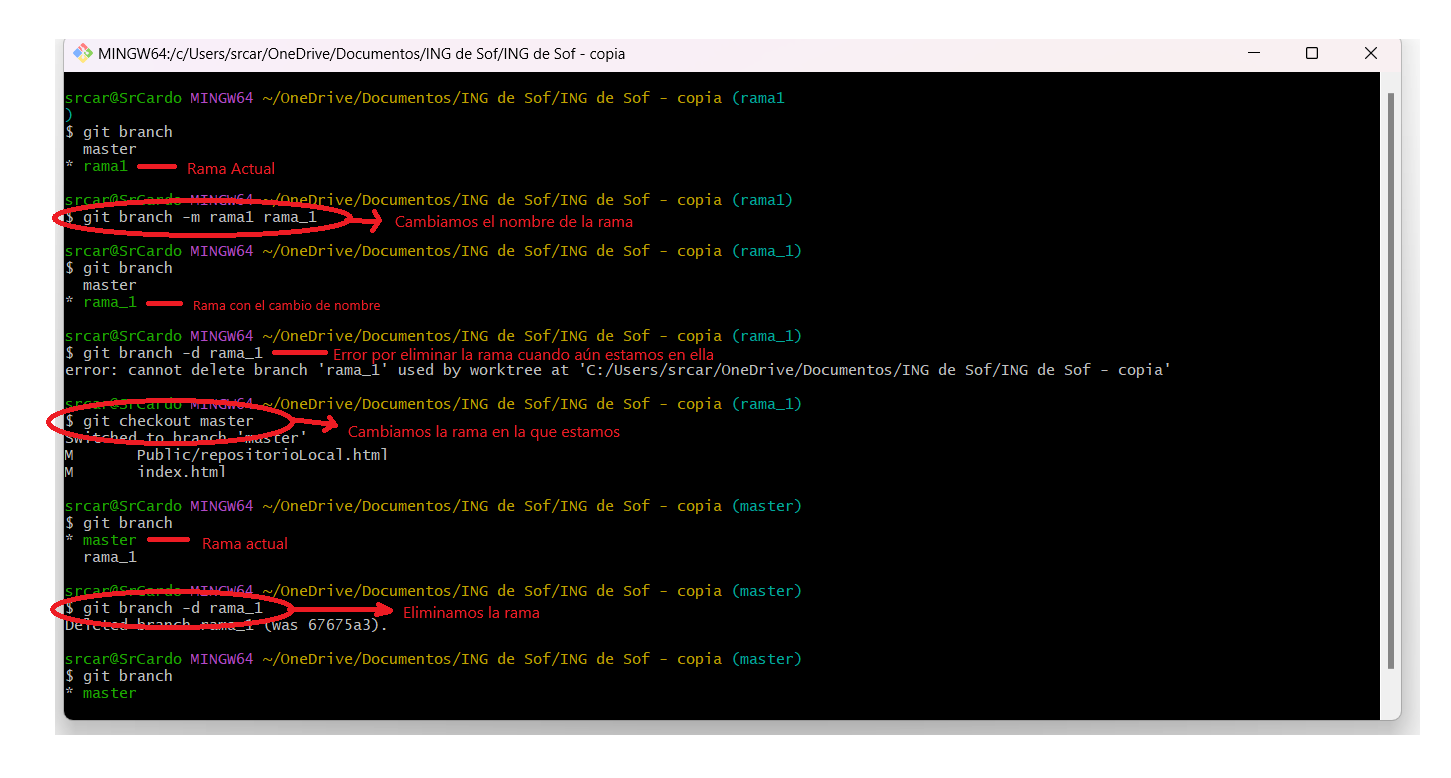 MINGW64:/c/Users/srcar/OneDrive/Documentos/ING de Sof/ING de Sof - copia
srcar@SrCardo MINGW64 ~/OneDrive/Documentos/ING de Sof/ING de Sof - copia (rama1
)
$ git branch
master
* rama1 Rama Actual
srcar@SrCardo MINGW64 ~/OneDrive/Documentos/ING de Sof/ING de Sof - copia (rama1)
$ git branch -m rama1 rama_1 Cambiamos el nombre de la rama
srcar@SrCardo MINGW64 ~/OneDrive/Documentos/ING de Sof/ING de Sof - copia (rama_1)
$ git branch
master
* rama_1 Rama con el cambio de nombre
srcar@SrCardo MINGW64 ~/OneDrive/Documentos/ING de Sof/ING de Sof - copia (rama_1)
$ git branch -d rama_1 Error por eliminar la rama cuando aún estamos en ella
error: cannot delete branch 'rama_1' used by worktree at 'C:/Users/srcar/OneDrive/Documentos/ING de Sof/ING de Sof - copia'
srcar@SrCardo MINGW64 ~/OneDrive/Documentos/ING de Sof/ING de Sof - copia (rama_1)
$ git checkout master Cambiamos la rama en la que estamos
Switched to branch 'master'
M Public/repositorioLocal.html
M index.html
srcar@SrCardo MINGW64 ~/OneDrive/Documentos/ING de Sof/ING de Sof - copia (master)
$ git branch
* master Rama actual
rama_1
srcar@SrCardo MINGW64 ~/OneDrive/Documentos/ING de Sof/ING de Sof - copia (master)
$ git branch -d rama_1 Eliminamos la rama
Deleted branch rama_1 (was 67675a3).
srcar@SrCardo MINGW64 ~/OneDrive/Documentos/ING de Sof/ING de Sof - copia (master)
$ git branch
* master